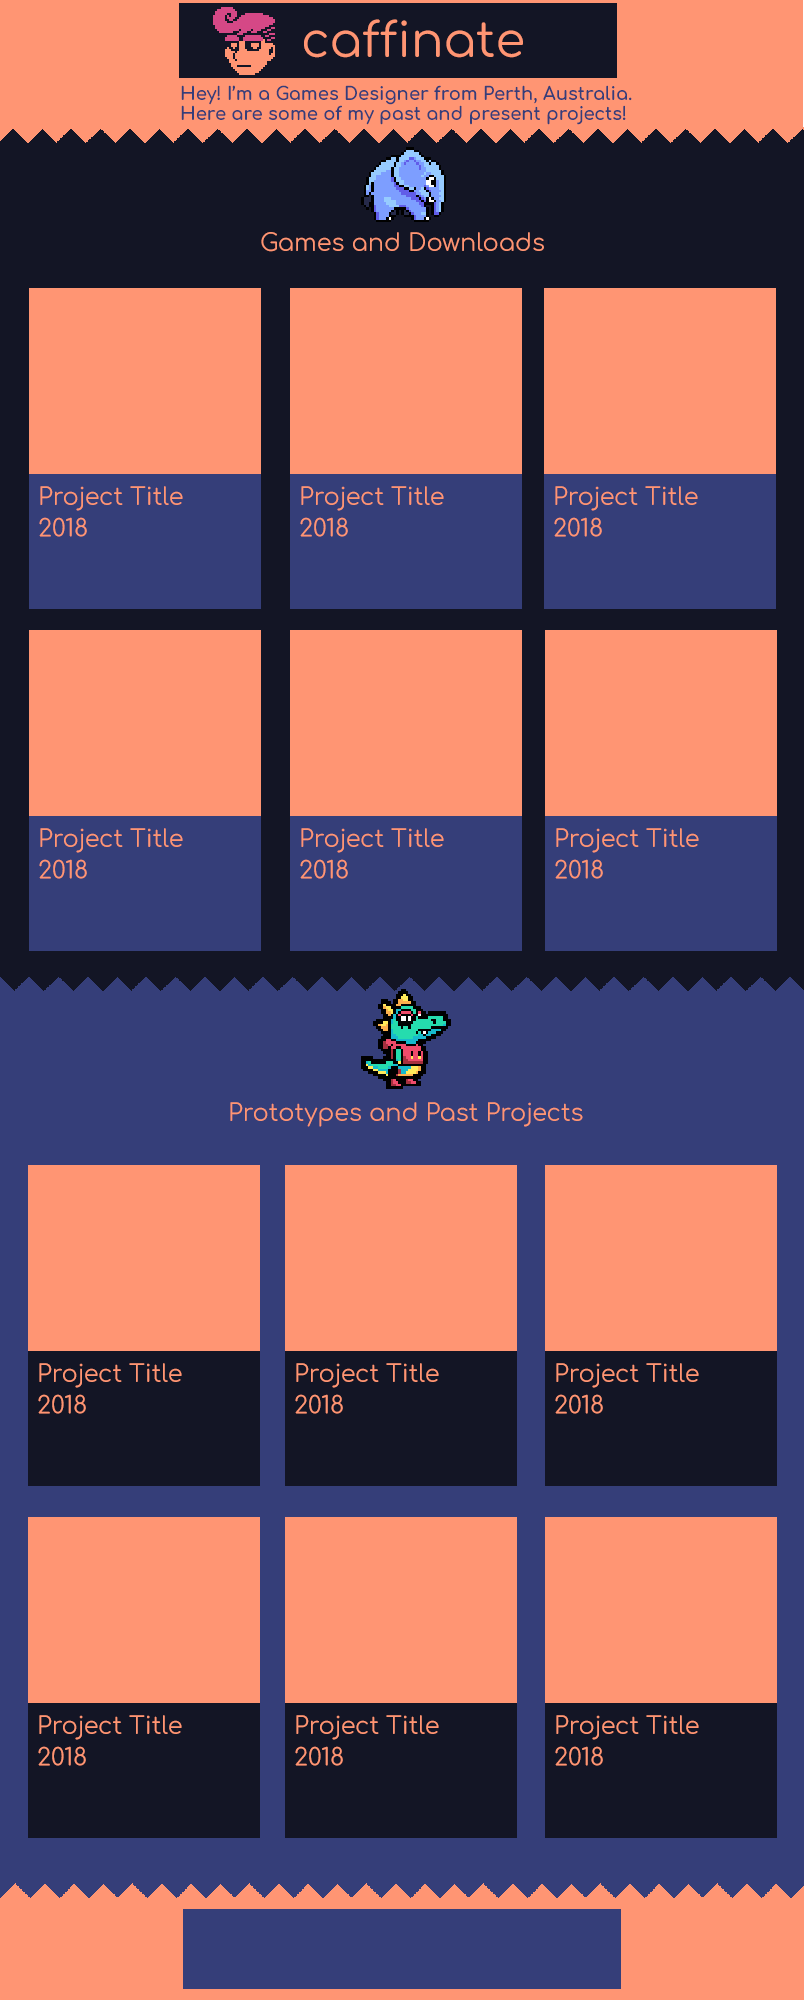 caffinate
Hey! I'm a Games Designer from Perth, Australia.
Here are some of my past and present projects!
Games and Downloads
Project Title
2018
Project Title
2018
Project Title
2018
Project Title
2018
Project Title
2018
Project Title
2018
Prototypes and Past Projects
Project Title
2018
Project Title
2018
Project Title
2018
Project Title
2018
Project Title
2018
Project Title
2018